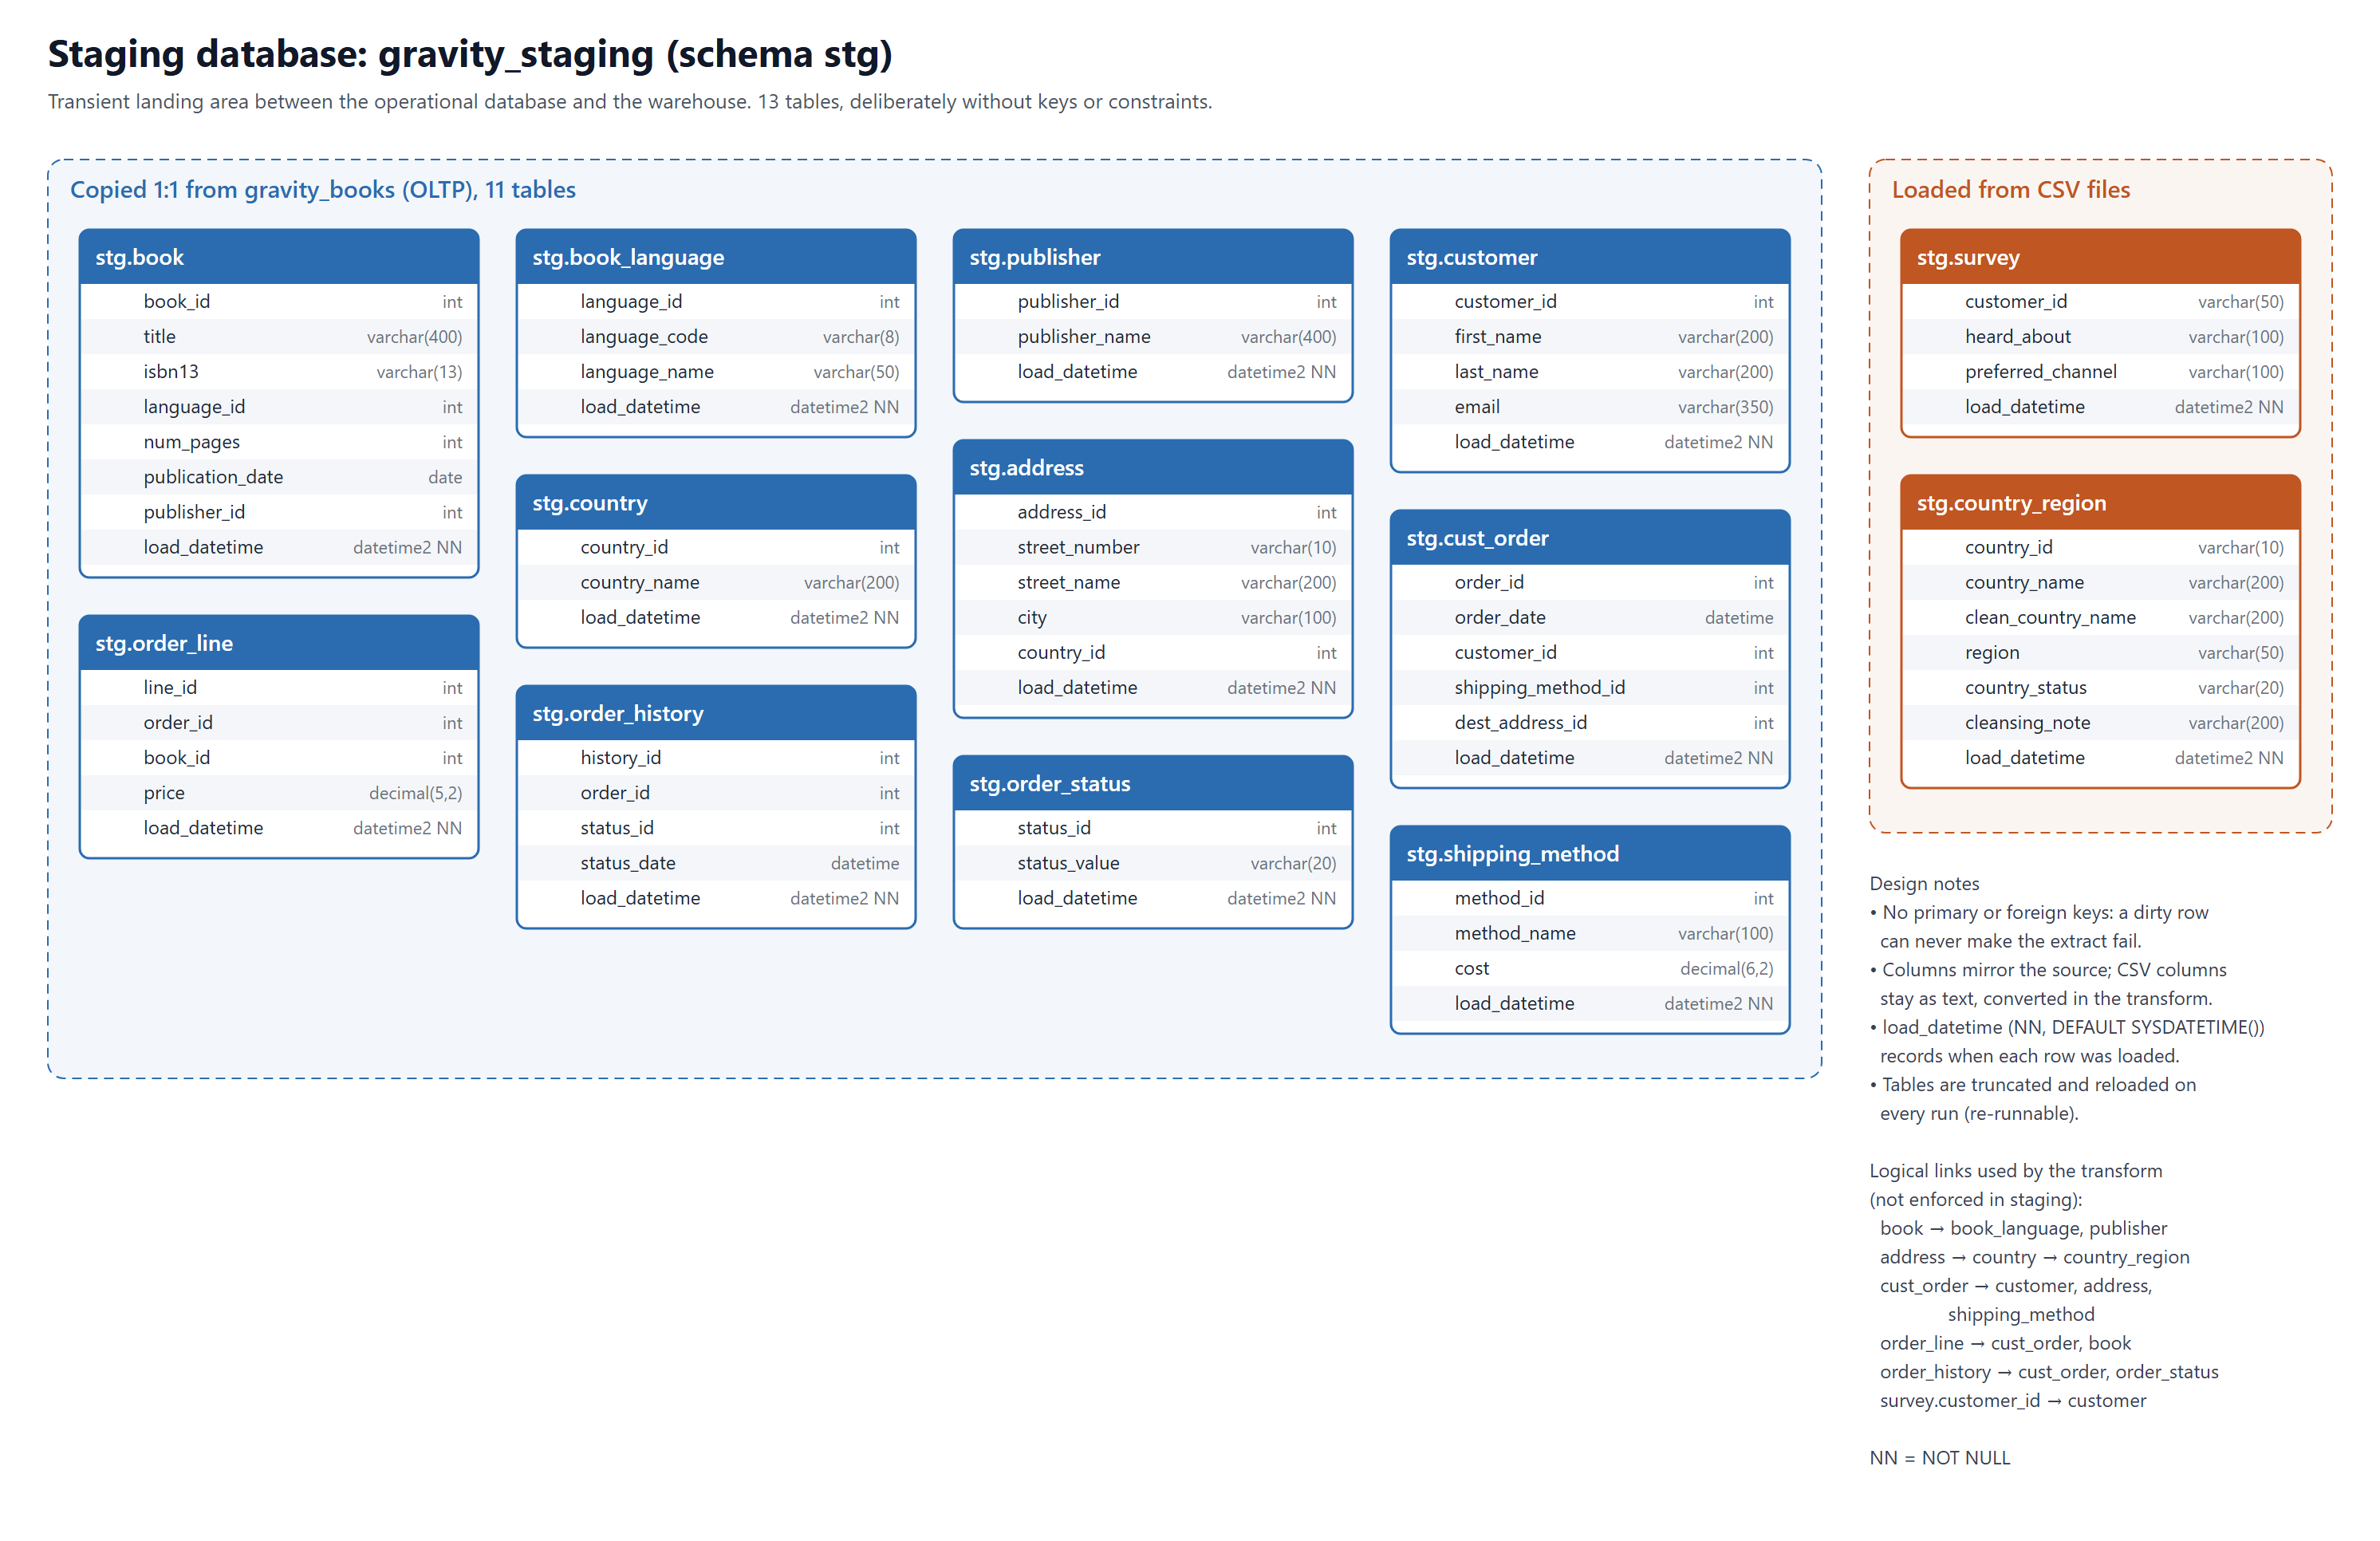 Staging database: gravity_staging (schema stg)
Transient landing area between the operational database and the warehouse. 13 tables, deliberately without keys or constraints.
Copied 1:1 from gravity_books (OLTP), 11 tables
stg.book
book_id int
title varchar(400)
isbn13 varchar(13)
language_id int
num_pages int
publication_date date
publisher_id int
load_datetime datetime2 NN
stg.order_line
line_id int
order_id int
book_id int
price decimal(5,2)
load_datetime datetime2 NN
stg.book_language
language_id int
language_code varchar(8)
language_name varchar(50)
load_datetime datetime2 NN
stg.country
country_id int
country_name varchar(200)
load_datetime datetime2 NN
stg.order_history
history_id int
order_id int
status_id int
status_date datetime
load_datetime datetime2 NN
stg.publisher
publisher_id int
publisher_name varchar(400)
load_datetime datetime2 NN
stg.address
address_id int
street_number varchar(10)
street_name varchar(200)
city varchar(100)
country_id int
load_datetime datetime2 NN
stg.order_status
status_id int
status_value varchar(20)
load_datetime datetime2 NN
stg.customer
customer_id int
first_name varchar(200)
last_name varchar(200)
email varchar(350)
load_datetime datetime2 NN
stg.cust_order
order_id int
order_date datetime
customer_id int
shipping_method_id int
dest_address_id int
load_datetime datetime2 NN
stg.shipping_method
method_id int
method_name varchar(100)
cost decimal(6,2)
load_datetime datetime2 NN
Loaded from CSV files
stg.survey
customer_id varchar(50)
heard_about varchar(100)
preferred_channel varchar(100)
load_datetime datetime2 NN
stg.country_region
country_id varchar(10)
country_name varchar(200)
clean_country_name varchar(200)
region varchar(50)
country_status varchar(20)
cleansing_note varchar(200)
load_datetime datetime2 NN
Design notes
• No primary or foreign keys: a dirty row
can never make the extract fail.
• Columns mirror the source; CSV columns
stay as text, converted in the transform.
• load_datetime (NN, DEFAULT SYSDATETIME())
records when each row was loaded.
• Tables are truncated and reloaded on
every run (re-runnable).
Logical links used by the transform
(not enforced in staging):
book → book_language, publisher
address → country → country_region
cust_order → customer, address,
shipping_method
order_line → cust_order, book
order_history → cust_order, order_status
survey.customer_id → customer
NN = NOT NULL